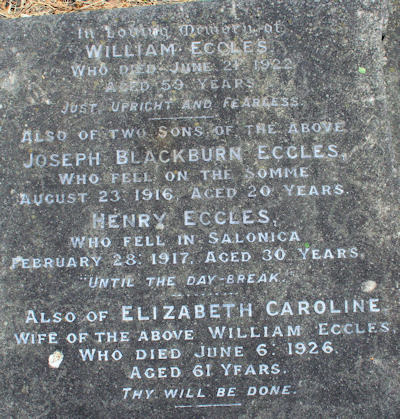 In Loving Memory of
WILLIAM ECCLES.
WHO DIED JUNE 21, 1922
AGED 59 YEARS
JUST, UPRIGHT AND FEARLESS.
ALSO OF TWO SONS OF THE ABOVE,
JOSEPH BLACKBURN ECCLES,
WHO FELL ON THE SOMME
AUGUST 23, 1916, AGED 20 YEARS.
HENRY ECCLES,
WHO FELL IN SALONICA
FEBRUARY 28, 1917, AGED 30 YEARS.
"UNTIL THE DAY-BREAK.
ALSO OF ELIZABETH CAROLINE
WIFE OF THE ABOVE WILLIAM ECCLES
WHO DIED JUNE 6, 1926.
AGED 61 YEARS.
THY WILL BE DONE.